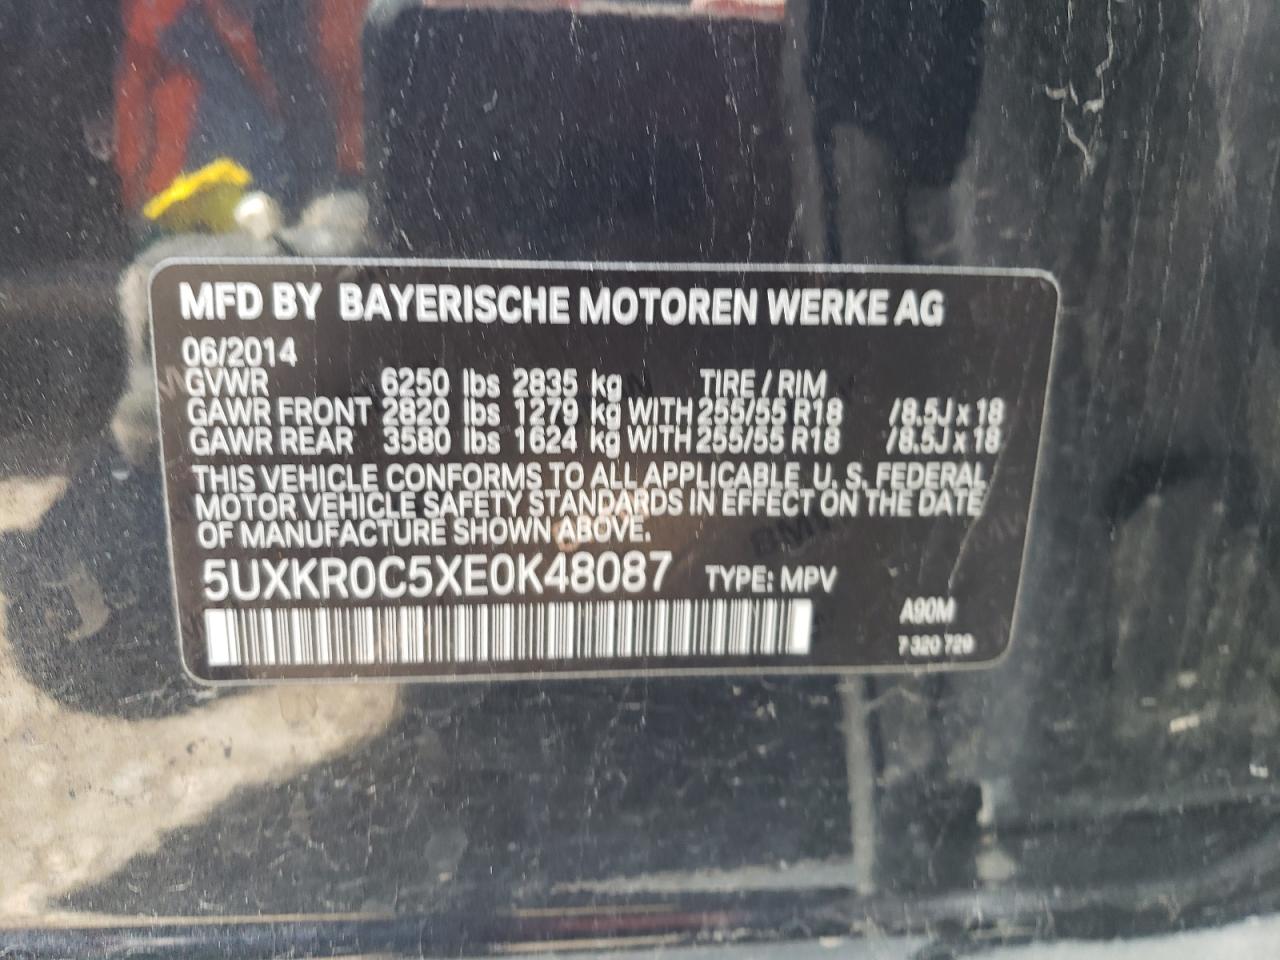 MFD BY BAYERISCHE MOTOREN WERKE AG
06/2014
GVWR 6250 lbs 2835 kg TIRE / RIM
GAWR FRONT 2820 lbs 1279 kg WITH 255/55 R18 / 8.5J x 18
GAWR REAR 3580 lbs 1624 kg WITH 255/55 R18 / 8.5J x 18
THIS VEHICLE CONFORMS TO ALL APPLICABLE U. S. FEDERAL
MOTOR VEHICLE SAFETY STANDARDS IN EFFECT ON THE DATE
OF MANUFACTURE SHOWN ABOVE.
5UXKR0C5XE0K48087 TYPE: MPV
A90M
7 320 729